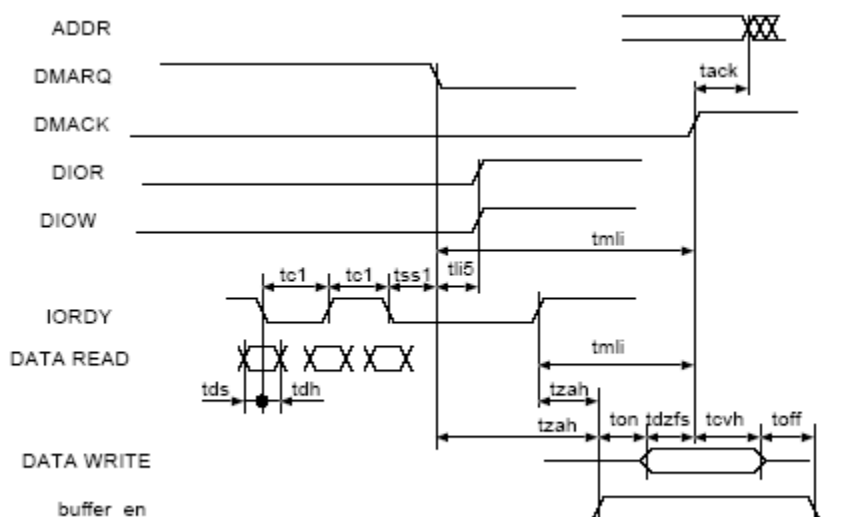 ADDR
DMARQ
tack
DMACK
DIOR
DIOW
tmli
tc1 tc1 tss1 tli5
IORDY
DATA READ
tmli
tds tdh
tzah
tzah ton tdzfs tcvh toff
DATA WRITE
buffer en